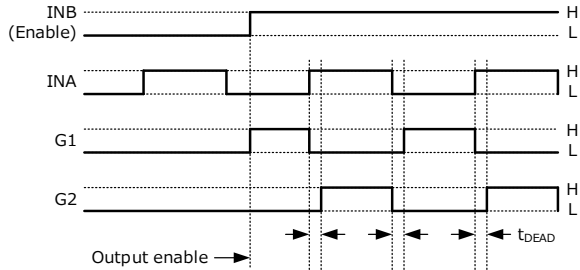 INB
(Enable)
H
L
INA
H
L
G1
H
L
G2
H
L
tDEAD
Output enable